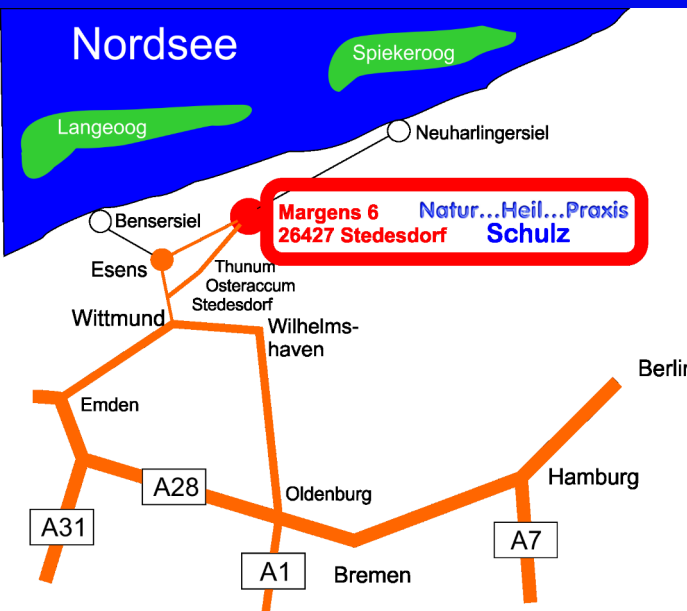 Nordsee
Spiekeroog
Langeoog
Neuharlingersiel
Margens 6
26427 Stedesdorf
Natur...Heil...Praxis
Schulz
Bensersiel
Esens
Thunum
Osteraccum
Stedesdorf
Wittmund
Wilhelms-
haven
Berlin
Emden
Hamburg
A28
Oldenburg
A31
A7
A1
Bremen